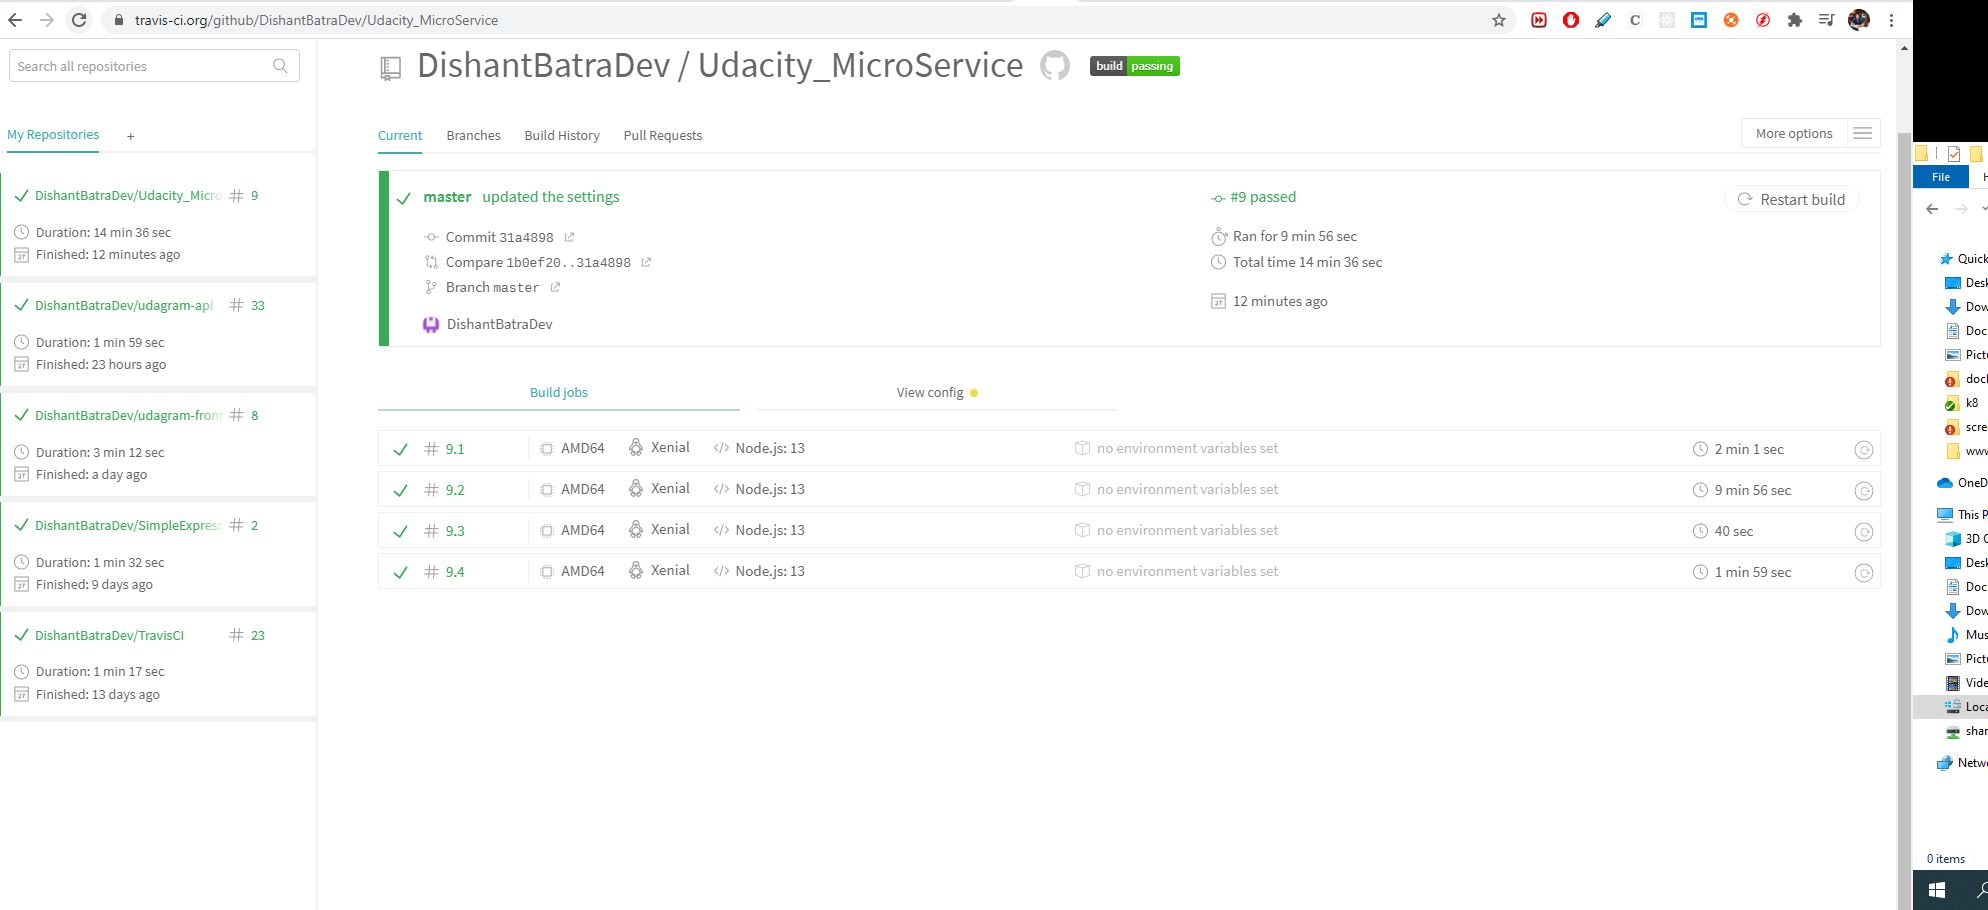 travis-ci.org/github/DishantBatraDev/Udacity_MicroService
Search all repositories
My Repositories +
DishantBatraDev/Udacity_Micro # 9
Duration: 14 min 36 sec
Finished: 12 minutes ago
DishantBatraDev/udagram-api # 33
Duration: 1 min 59 sec
Finished: 23 hours ago
DishantBatraDev/udagram-front # 8
Duration: 3 min 12 sec
Finished: a day ago
DishantBatraDev/SimpleExpress # 2
Duration: 1 min 32 sec
Finished: 9 days ago
DishantBatraDev/TravisCI # 23
Duration: 1 min 17 sec
Finished: 13 days ago
DishantBatraDev / Udacity_MicroService build passing
Current Branches Build History Pull Requests More options
master updated the settings #9 passed Restart build
Commit 31a4898 Ran for 9 min 56 sec
Compare 1b0ef20..31a4898 Total time 14 min 36 sec
Branch master 12 minutes ago
DishantBatraDev
Build jobs View config
# 9.1 AMD64 Xenial </> Node.js: 13 no environment variables set 2 min 1 sec
# 9.2 AMD64 Xenial </> Node.js: 13 no environment variables set 9 min 56 sec
# 9.3 AMD64 Xenial </> Node.js: 13 no environment variables set 40 sec
# 9.4 AMD64 Xenial </> Node.js: 13 no environment variables set 1 min 59 sec
File H
Quick
Desk
Dow
Doc
Pictu
doc
k8
scre
www
OneD
This P
3D O
Desk
Doc
Dow
Mus
Pictu
Vide
Loca
shar
Netwo
0 items